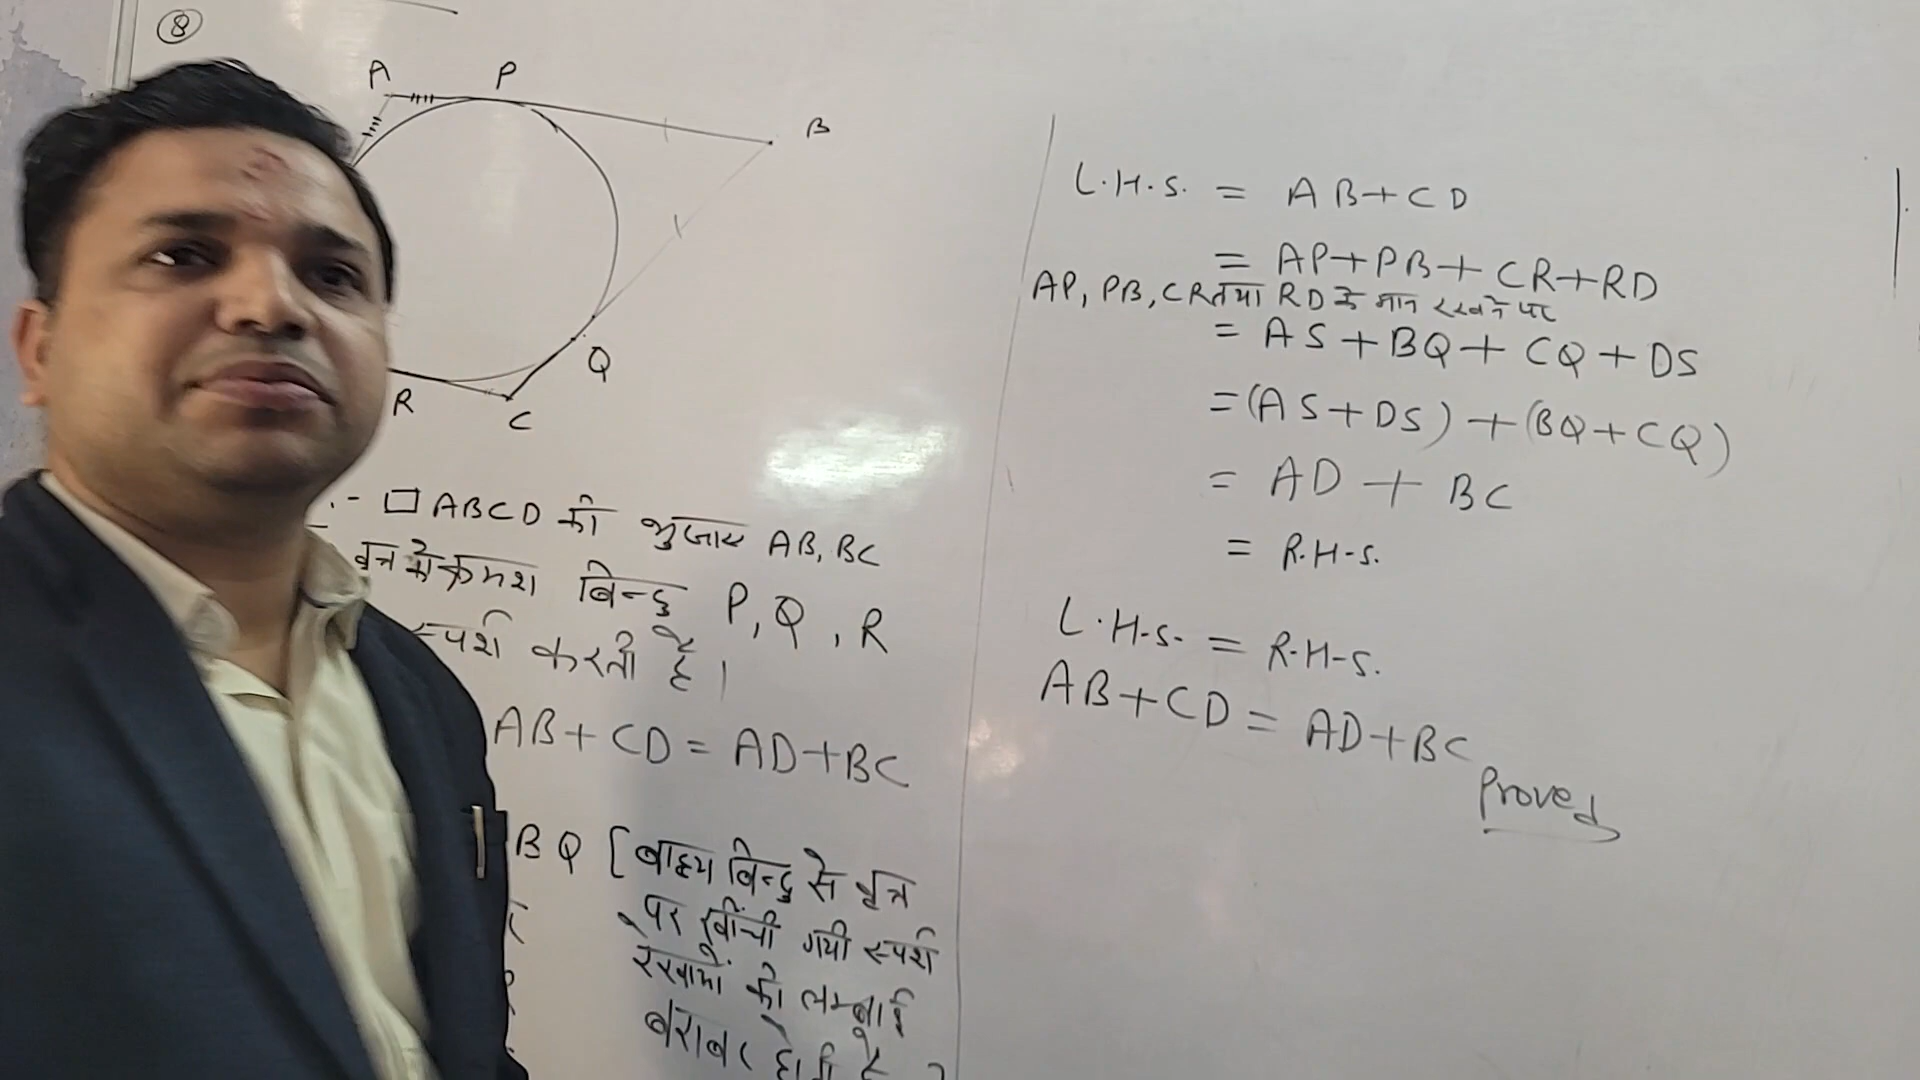 8
A P B
Q
R C
:- □ ABCD की भुजाए AB, BC
वृत्त को क्रमश बिन्दु P, Q, R
स्पर्श करती है।
AB + CD = AD + BC
BQ [ बाह्य बिन्दु से वृत्त
पर खींची गयी स्पर्श
रेखाओं की लम्बाई
बराबर होती है
L.H.S. = AB + CD
= AP + PB + CR + RD
AP, PB, CR तथा RD के मान रखने पर
= AS + BQ + CQ + DS
= (AS + DS) + (BQ + CQ)
= AD + BC
= R.H.S.
L.H.S. = R.H.S.
AB + CD = AD + BC
Proved